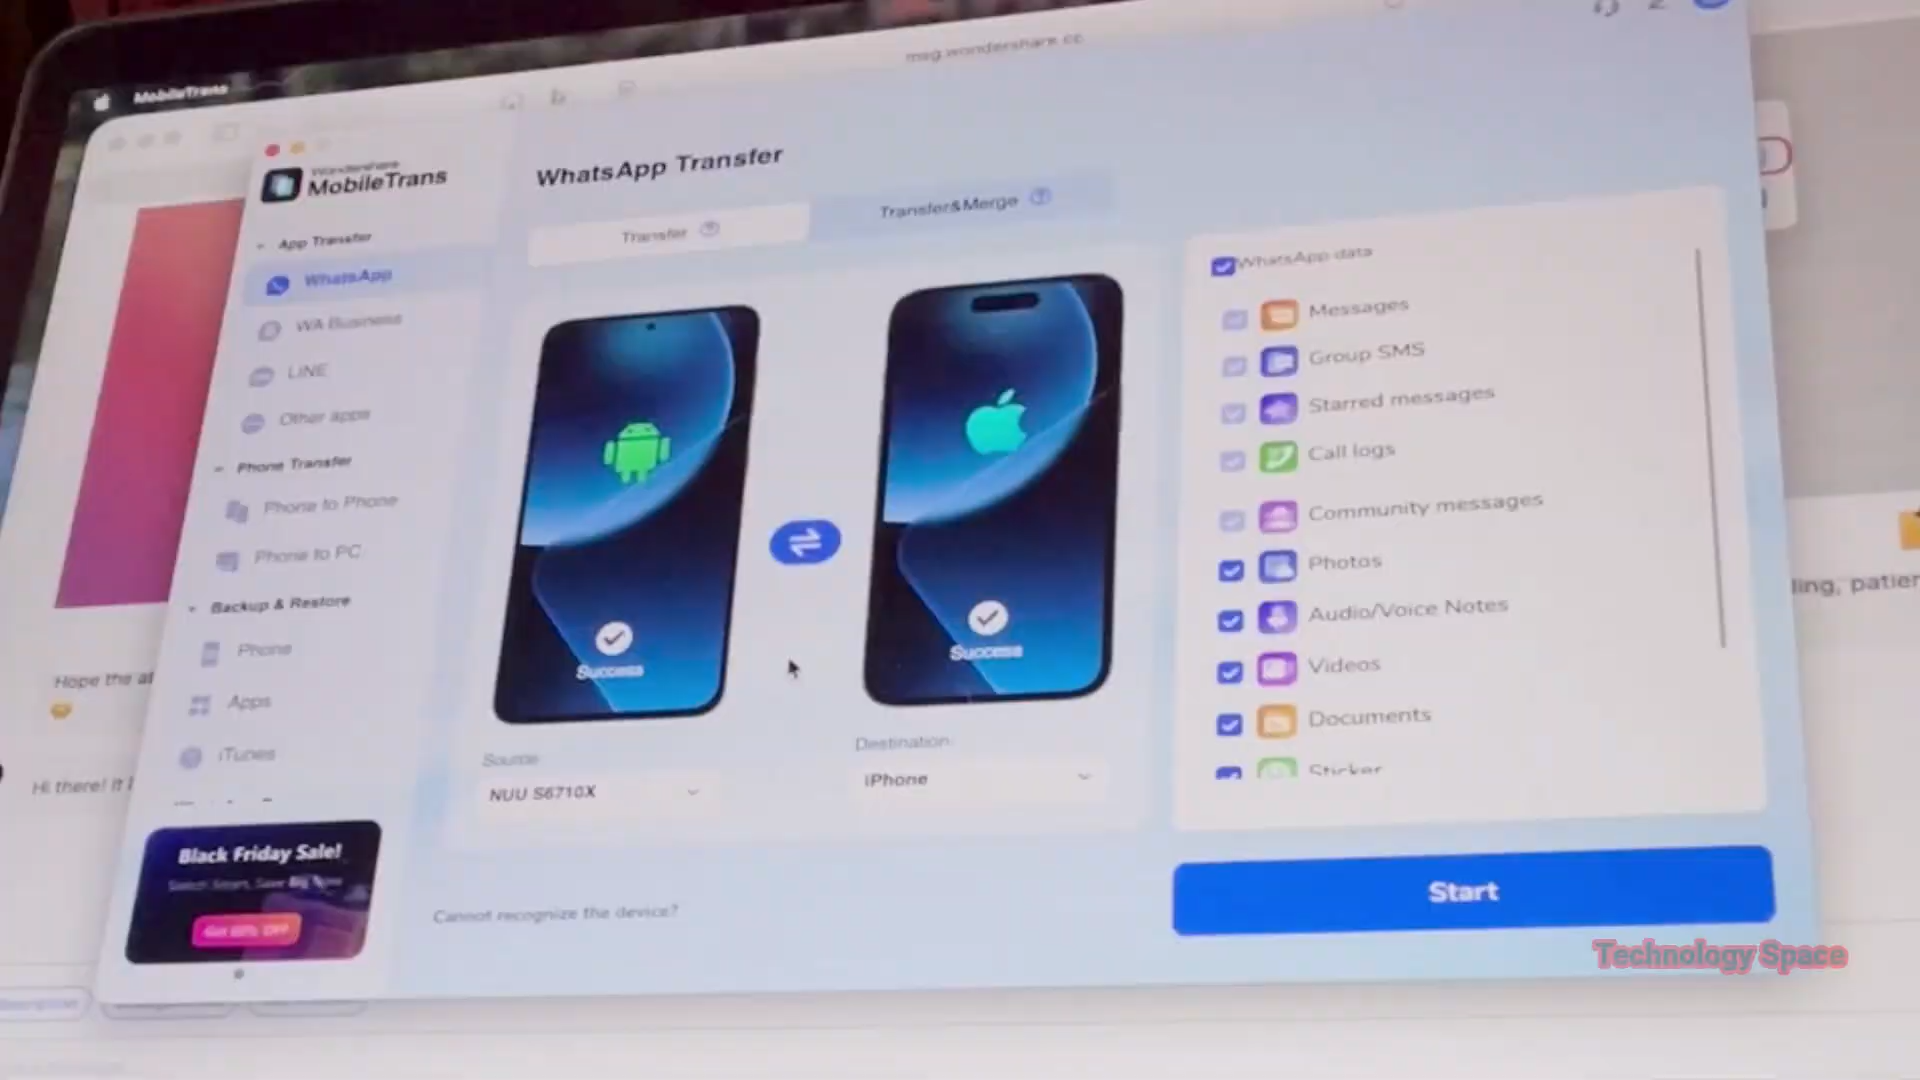 MobileTrans
Wondershare
MobileTrans
App Transfer
WhatsApp
WA Business
LINE
Other apps
Phone Transfer
Phone to Phone
Phone to PC
Backup & Restore
Phone
Apps
iTunes
Black Friday Sale!
WhatsApp Transfer
Transfer
Transfer&Merge
Success
Success
Source
NUU S6710X
Destination:
iPhone
Cannot recognize the device?
WhatsApp data
Messages
Group SMS
Starred messages
Call logs
Community messages
Photos
Audio/Voice Notes
Videos
Documents
Sticker
Start
Hope the
Hi there!
Technology Space